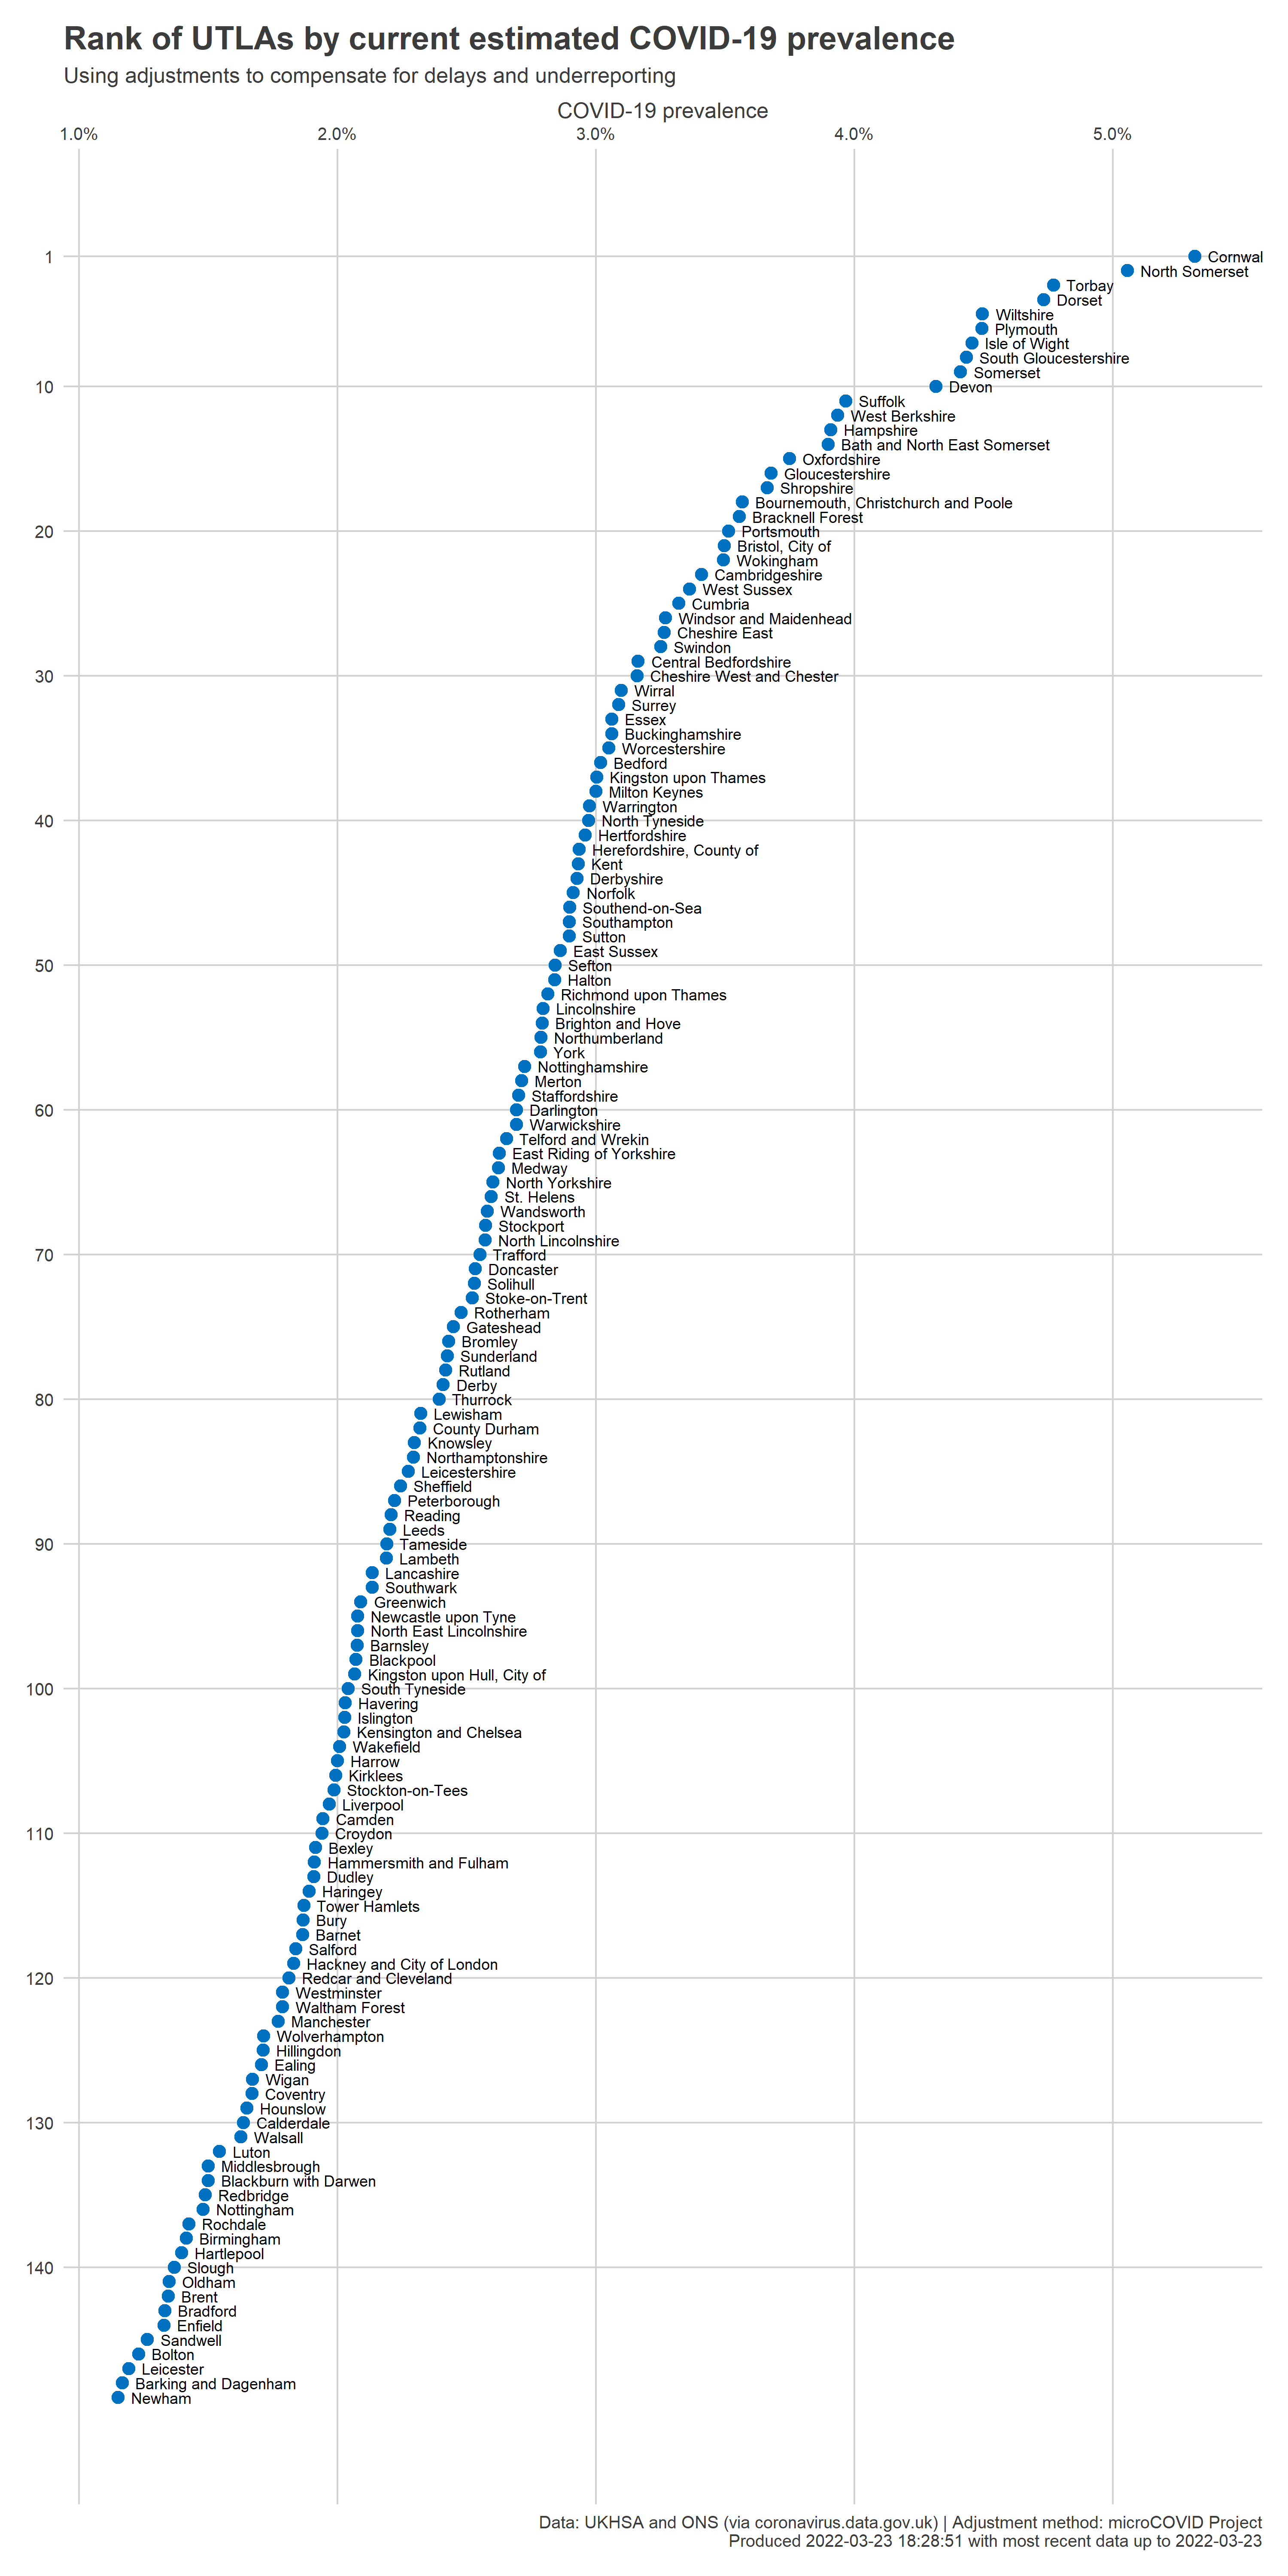 Rank of UTLAs by current estimated COVID-19 prevalence
Using adjustments to compensate for delays and underreporting
COVID-19 prevalence
1.0% 2.0% 3.0% 4.0% 5.0%
1 Cornwal
North Somerset
Torbay
Dorset
Wiltshire
Plymouth
Isle of Wight
South Gloucestershire
Somerset
10 Devon
Suffolk
West Berkshire
Hampshire
Bath and North East Somerset
Oxfordshire
Gloucestershire
Shropshire
Bournemouth, Christchurch and Poole
Bracknell Forest
20 Portsmouth
Bristol, City of
Wokingham
Cambridgeshire
West Sussex
Cumbria
Windsor and Maidenhead
Cheshire East
Swindon
Central Bedfordshire
30 Cheshire West and Chester
Wirral
Surrey
Essex
Buckinghamshire
Worcestershire
Bedford
Kingston upon Thames
Milton Keynes
Warrington
40 North Tyneside
Hertfordshire
Herefordshire, County of
Kent
Derbyshire
Norfolk
Southend-on-Sea
Southampton
Sutton
East Sussex
50 Sefton
Halton
Richmond upon Thames
Lincolnshire
Brighton and Hove
Northumberland
York
Nottinghamshire
Merton
Staffordshire
60 Darlington
Warwickshire
Telford and Wrekin
East Riding of Yorkshire
Medway
North Yorkshire
St. Helens
Wandsworth
Stockport
North Lincolnshire
70 Trafford
Doncaster
Solihull
Stoke-on-Trent
Rotherham
Gateshead
Bromley
Sunderland
Rutland
Derby
80 Thurrock
Lewisham
County Durham
Knowsley
Northamptonshire
Leicestershire
Sheffield
Peterborough
Reading
Leeds
90 Tameside
Lambeth
Lancashire
Southwark
Greenwich
Newcastle upon Tyne
North East Lincolnshire
Barnsley
Blackpool
Kingston upon Hull, City of
100 South Tyneside
Havering
Islington
Kensington and Chelsea
Wakefield
Harrow
Kirklees
Stockton-on-Tees
Liverpool
Camden
110 Croydon
Bexley
Hammersmith and Fulham
Dudley
Haringey
Tower Hamlets
Bury
Barnet
Salford
Hackney and City of London
120 Redcar and Cleveland
Westminster
Waltham Forest
Manchester
Wolverhampton
Hillingdon
Ealing
Wigan
Coventry
Hounslow
130 Calderdale
Walsall
Luton
Middlesbrough
Blackburn with Darwen
Redbridge
Nottingham
Rochdale
Birmingham
Hartlepool
140 Slough
Oldham
Brent
Bradford
Enfield
Sandwell
Bolton
Leicester
Barking and Dagenham
Newham
Data: UKHSA and ONS (via coronavirus.data.gov.uk) | Adjustment method: microCOVID Project
Produced 2022-03-23 18:28:51 with most recent data up to 2022-03-23